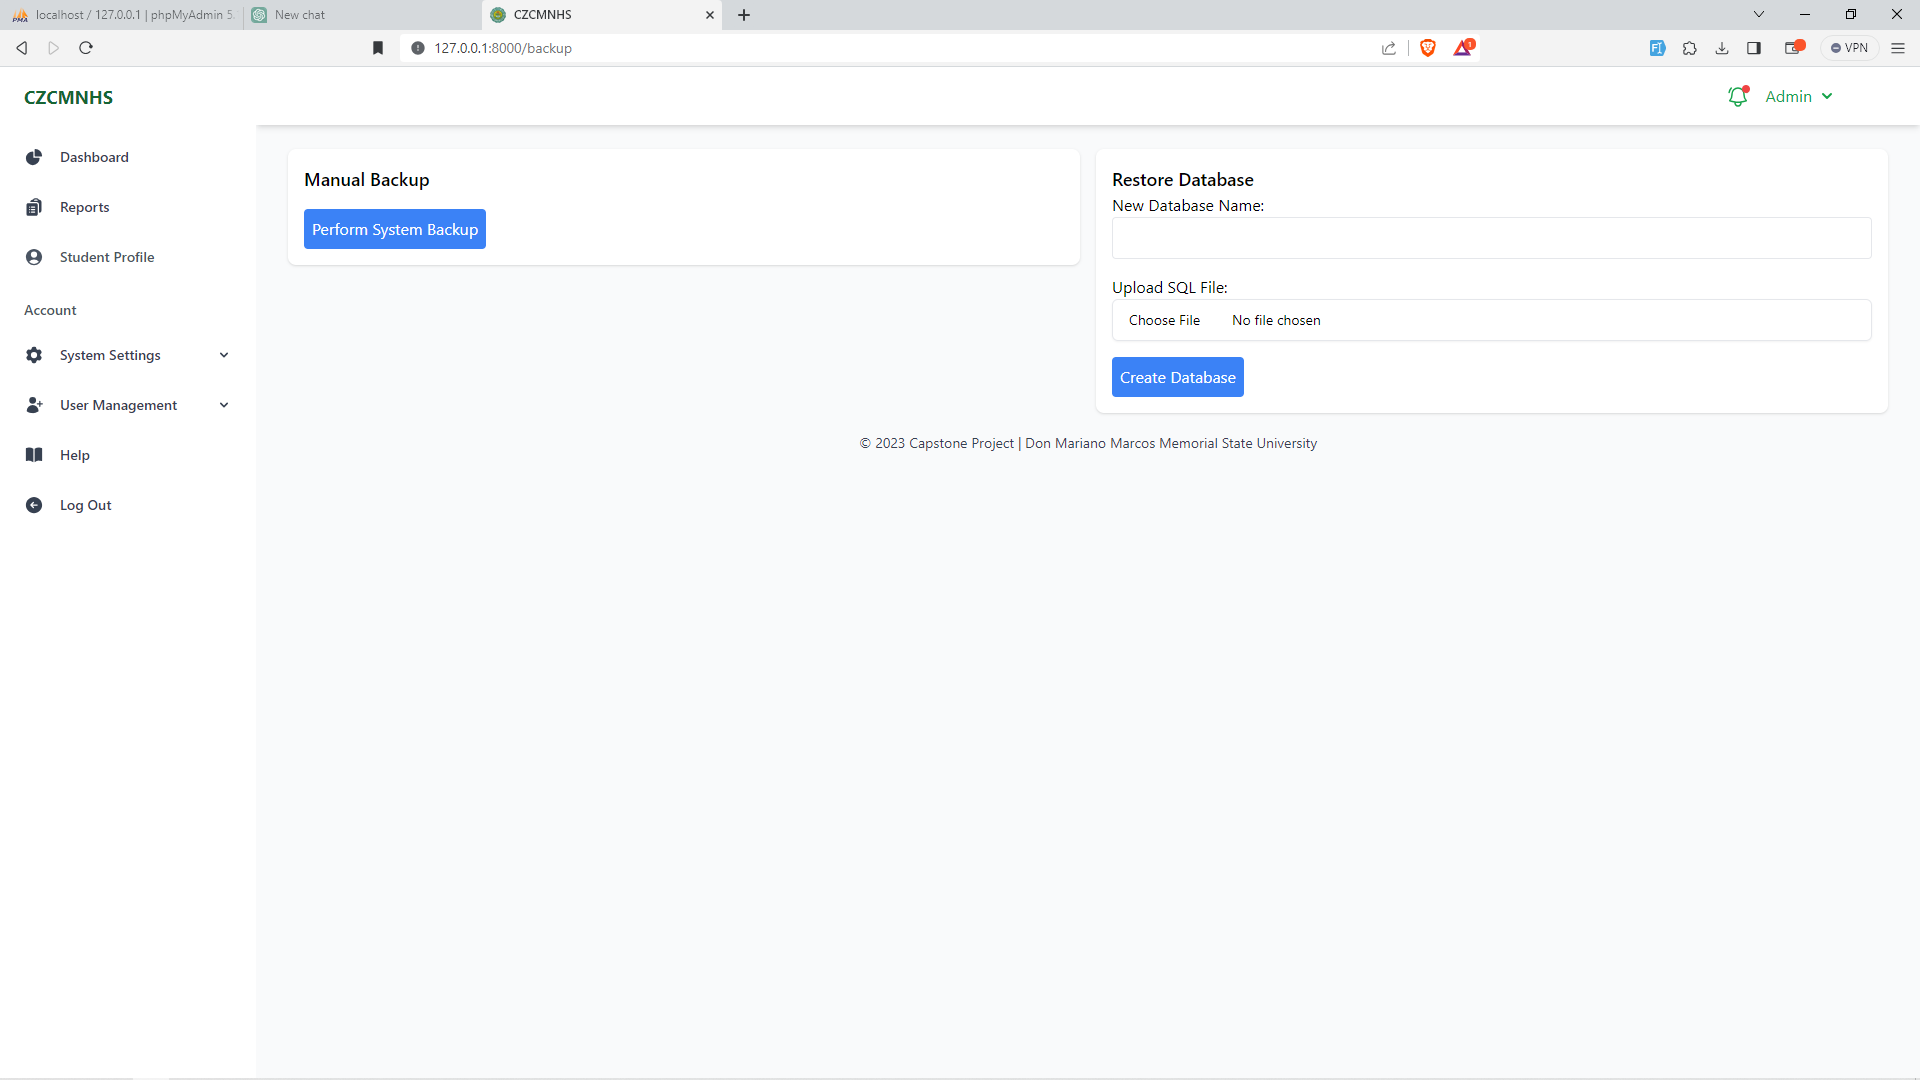 localhost / 127.0.0.1 | phpMyAdmin 5.
New chat
CZCMNHS
127.0.0.1:8000/backup
1
VPN
CZCMNHS
Admin
Dashboard
Reports
Student Profile
Account
System Settings
User Management
Help
Log Out
Manual Backup
Perform System Backup
Restore Database
New Database Name:
Upload SQL File:
Choose File No file chosen
Create Database
© 2023 Capstone Project | Don Mariano Marcos Memorial State University